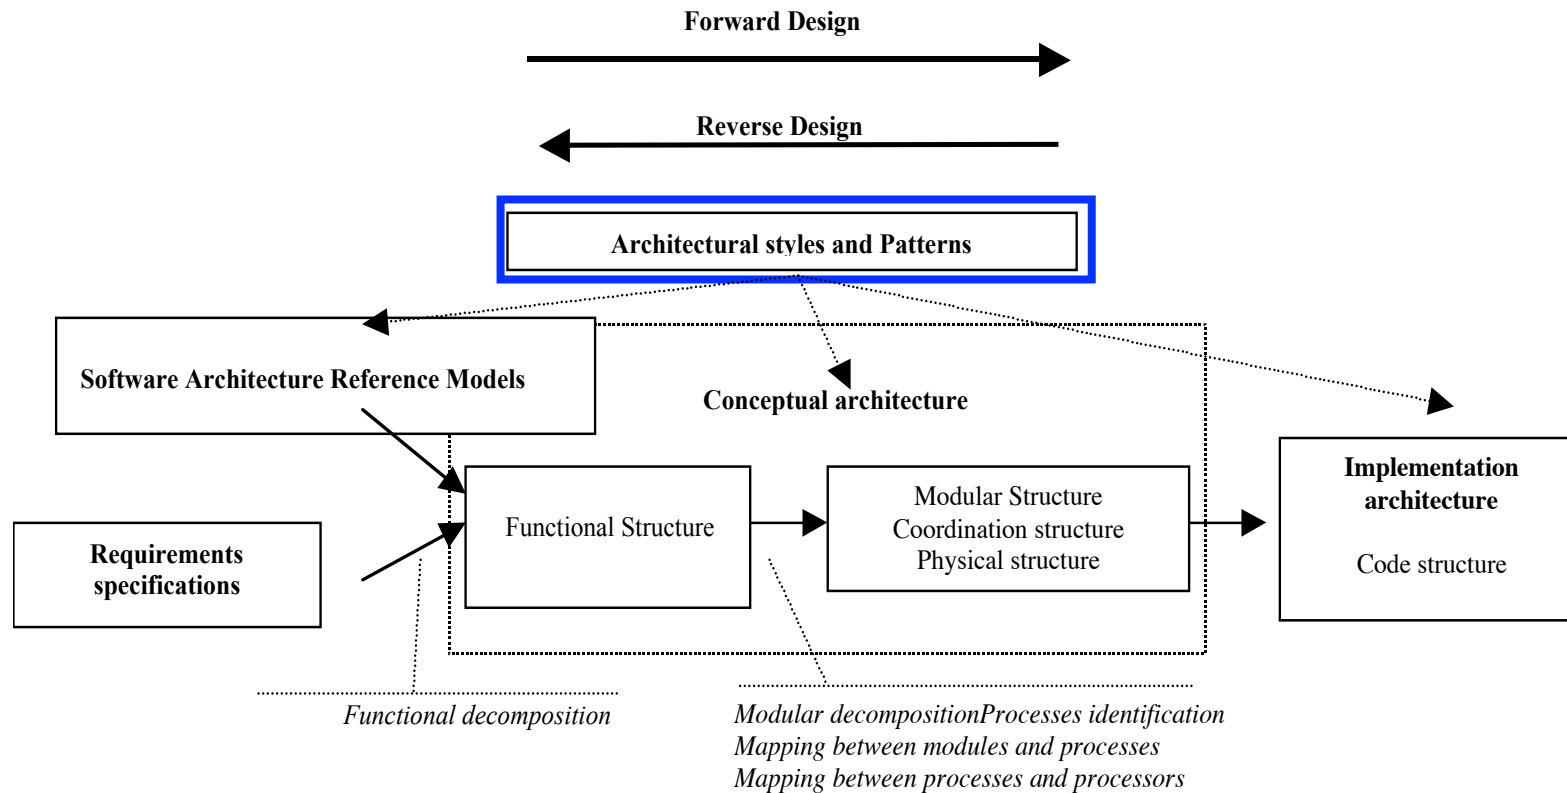 Forward Design
Reverse Design
Architectural styles and Patterns
Software Architecture Reference Models
Conceptual architecture
Functional Structure
Modular Structure
Coordination structure
Physical structure
Implementation
architecture
Code structure
Requirements
specifications
Functional decomposition
Modular decompositionProcesses identification
Mapping between modules and processes
Mapping between processes and processors